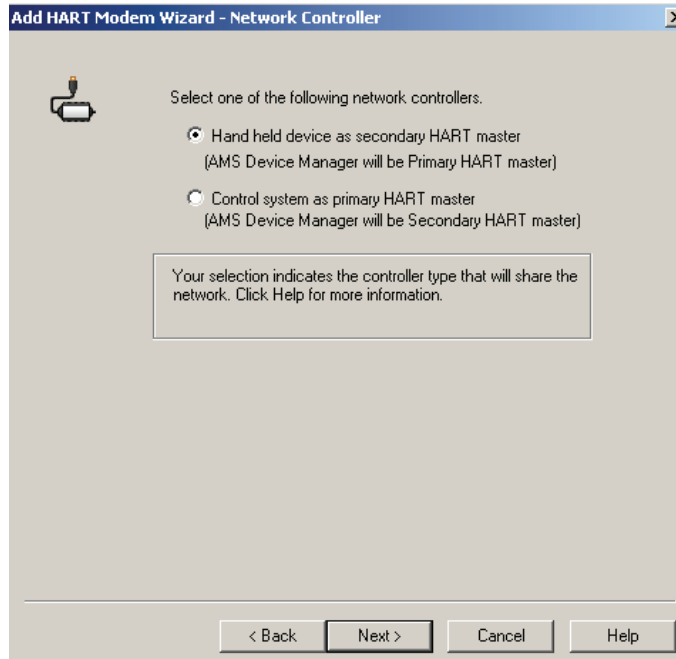 Add HART Modem Wizard - Network Controller
Select one of the following network controllers.
Hand held device as secondary HART master
(AMS Device Manager will be Primary HART master)
Control system as primary HART master
(AMS Device Manager will be Secondary HART master)
Your selection indicates the controller type that will share the
network. Click Help for more information.
< Back Next > Cancel Help